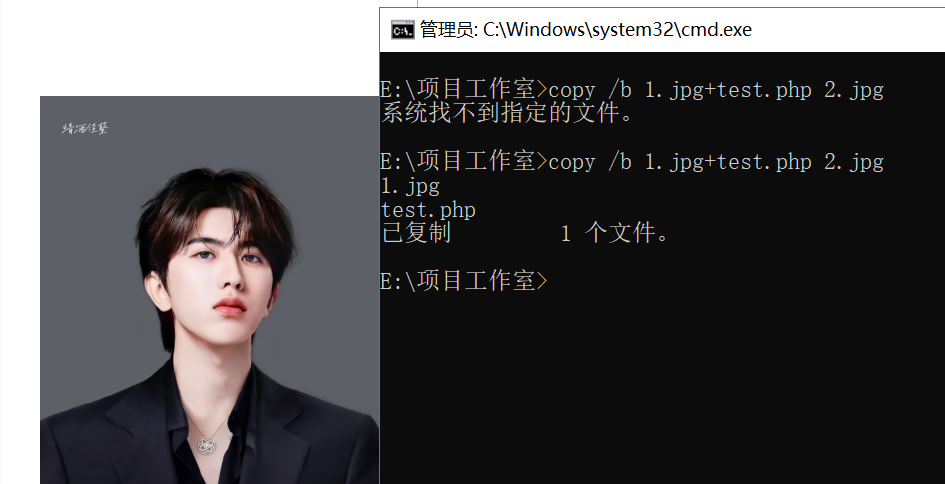 管理员: C:\Windows\system32\cmd.exe
E:\项目工作室>copy /b 1.jpg+test.php 2.jpg
系统找不到指定的文件。
E:\项目工作室>copy /b 1.jpg+test.php 2.jpg
1.jpg
test.php
已复制         1 个文件。
E:\项目工作室>